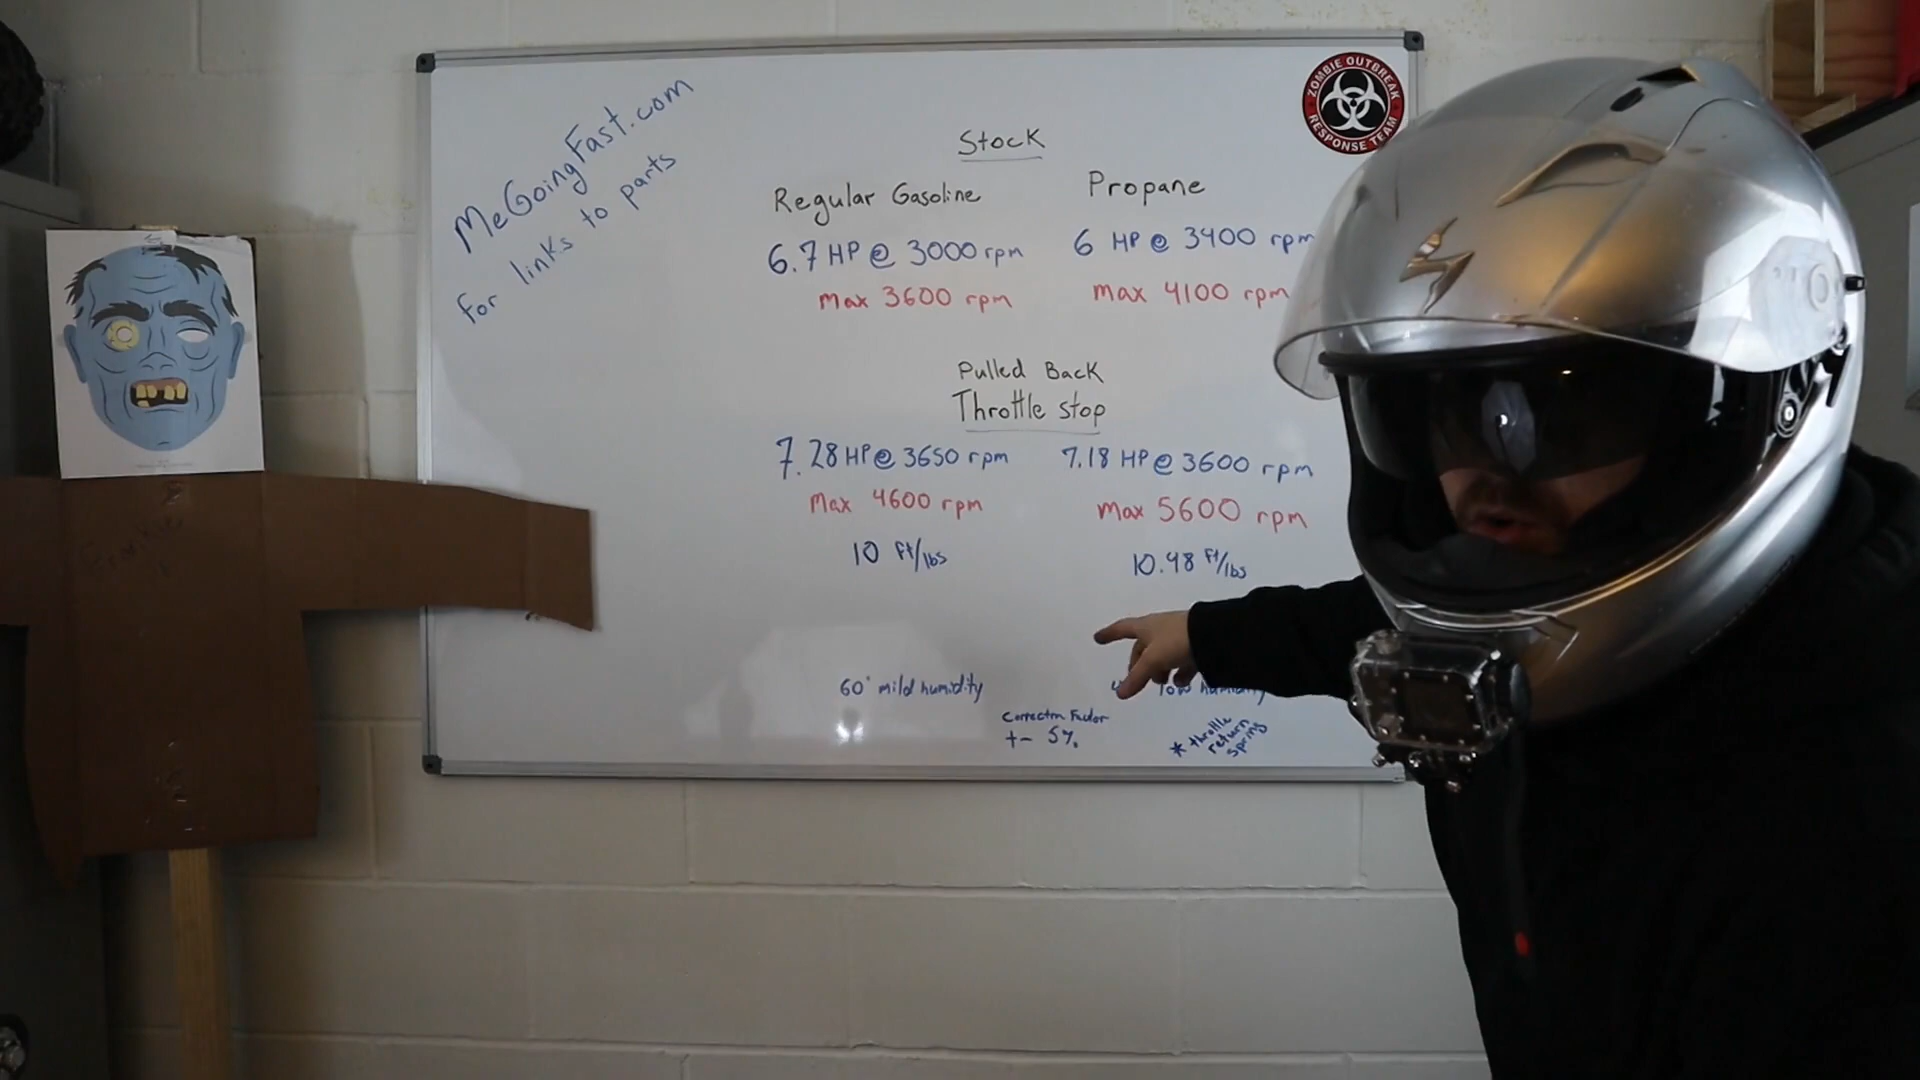 MeGoingFast.com
for links to parts
ZOMBIE OUTBREAK
RESPONSE TEAM
Stock
Regular Gasoline
6.7 HP @ 3000 rpm
max 3600 rpm
Propane
6 HP @ 3400 rpm
max 4100 rpm
Pulled Back
Throttle stop
7.28 HP @ 3650 rpm
Max 4600 rpm
10 ft/lbs
7.18 HP @ 3600 rpm
max 5600 rpm
10.48 ft/lbs
60° mild humidity
low humidity
Correctn Factor
+- 5%
* throttle
return
spring